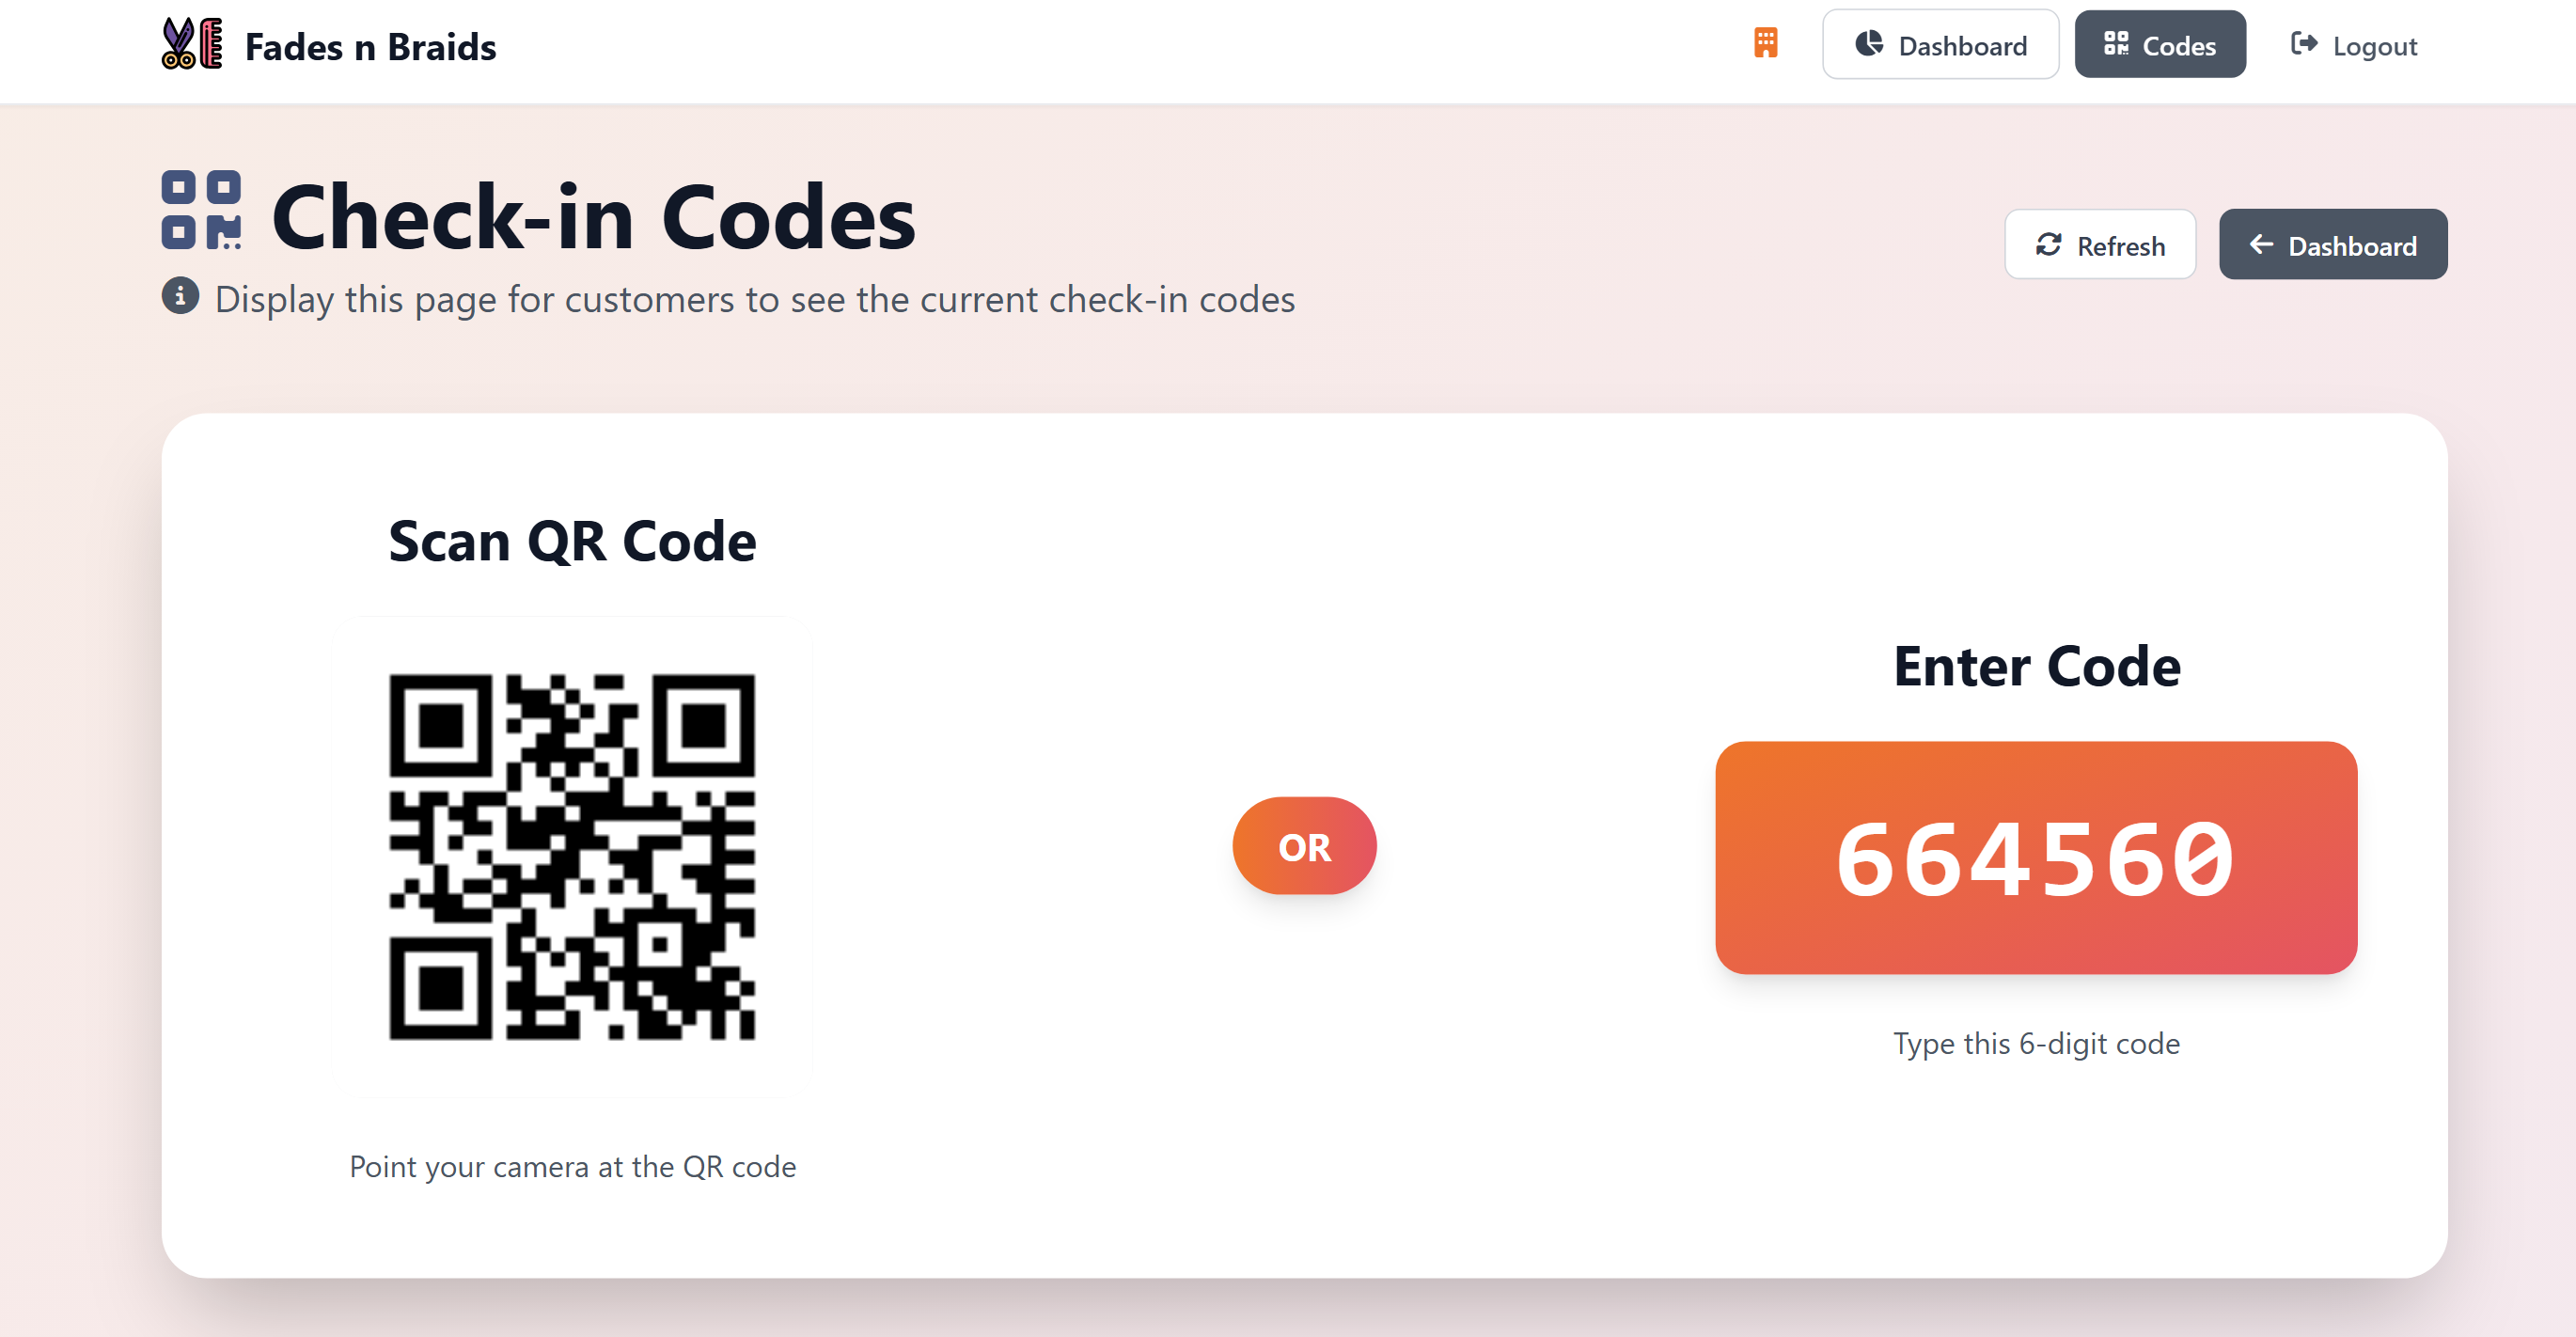 Fades n Braids
Dashboard
Codes
Logout
Check-in Codes
Display this page for customers to see the current check-in codes
Refresh
Dashboard
Scan QR Code
Point your camera at the QR code
OR
Enter Code
664560
Type this 6-digit code